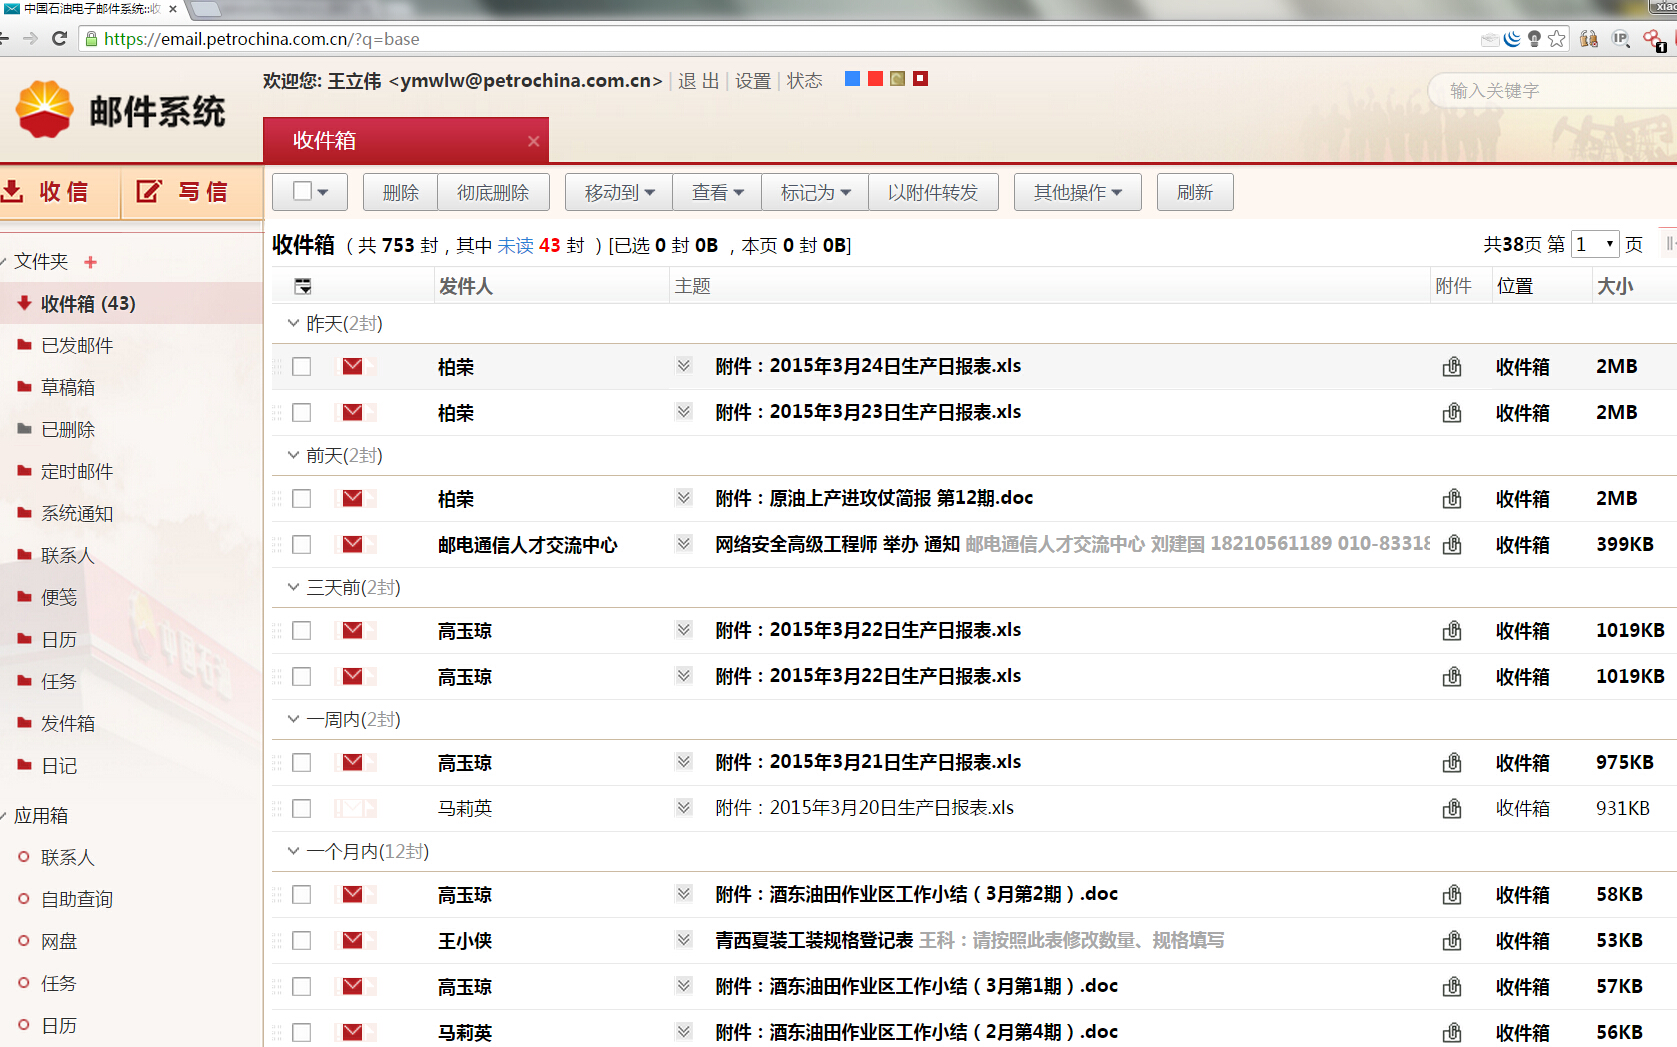 中国石油电子邮件系统::收
https://email.petrochina.com.cn/?q=base
邮件系统
欢迎您: 王立伟 <ymwlw@petrochina.com.cn> | 退 出 | 设置 | 状态
输入关键字
收件箱
收 信 写 信
删除 彻底删除 移动到 查看 标记为 以附件转发 其他操作 刷新
收件箱 ( 共 753 封 , 其中 未读 43 封 ) [已选 0 封 0B , 本页 0 封 0B]
共38页 第 1 页
发件人 主题 附件 位置 大小
昨天(2封)
柏荣 附件：2015年3月24日生产日报表.xls 收件箱 2MB
柏荣 附件：2015年3月23日生产日报表.xls 收件箱 2MB
前天(2封)
柏荣 附件：原油上产进攻仗简报 第12期.doc 收件箱 2MB
邮电通信人才交流中心 网络安全高级工程师 举办 通知 邮电通信人才交流中心 刘建国 18210561189 010-8331 收件箱 399KB
三天前(2封)
高玉琼 附件：2015年3月22日生产日报表.xls 收件箱 1019KB
高玉琼 附件：2015年3月22日生产日报表.xls 收件箱 1019KB
一周内(2封)
高玉琼 附件：2015年3月21日生产日报表.xls 收件箱 975KB
马莉英 附件：2015年3月20日生产日报表.xls 收件箱 931KB
一个月内(12封)
高玉琼 附件：酒东油田作业区工作小结（3月第2期）.doc 收件箱 58KB
王小侠 青西夏装工装规格登记表 王科：请按照此表修改数量、规格填写 收件箱 53KB
高玉琼 附件：酒东油田作业区工作小结（3月第1期）.doc 收件箱 57KB
马莉英 附件：酒东油田作业区工作小结（2月第4期）.doc 收件箱 56KB
文件夹
收件箱 (43)
已发邮件
草稿箱
已删除
定时邮件
系统通知
联系人
便笺
日历
任务
发件箱
日记
应用箱
联系人
自助查询
网盘
任务
日历
中国石油